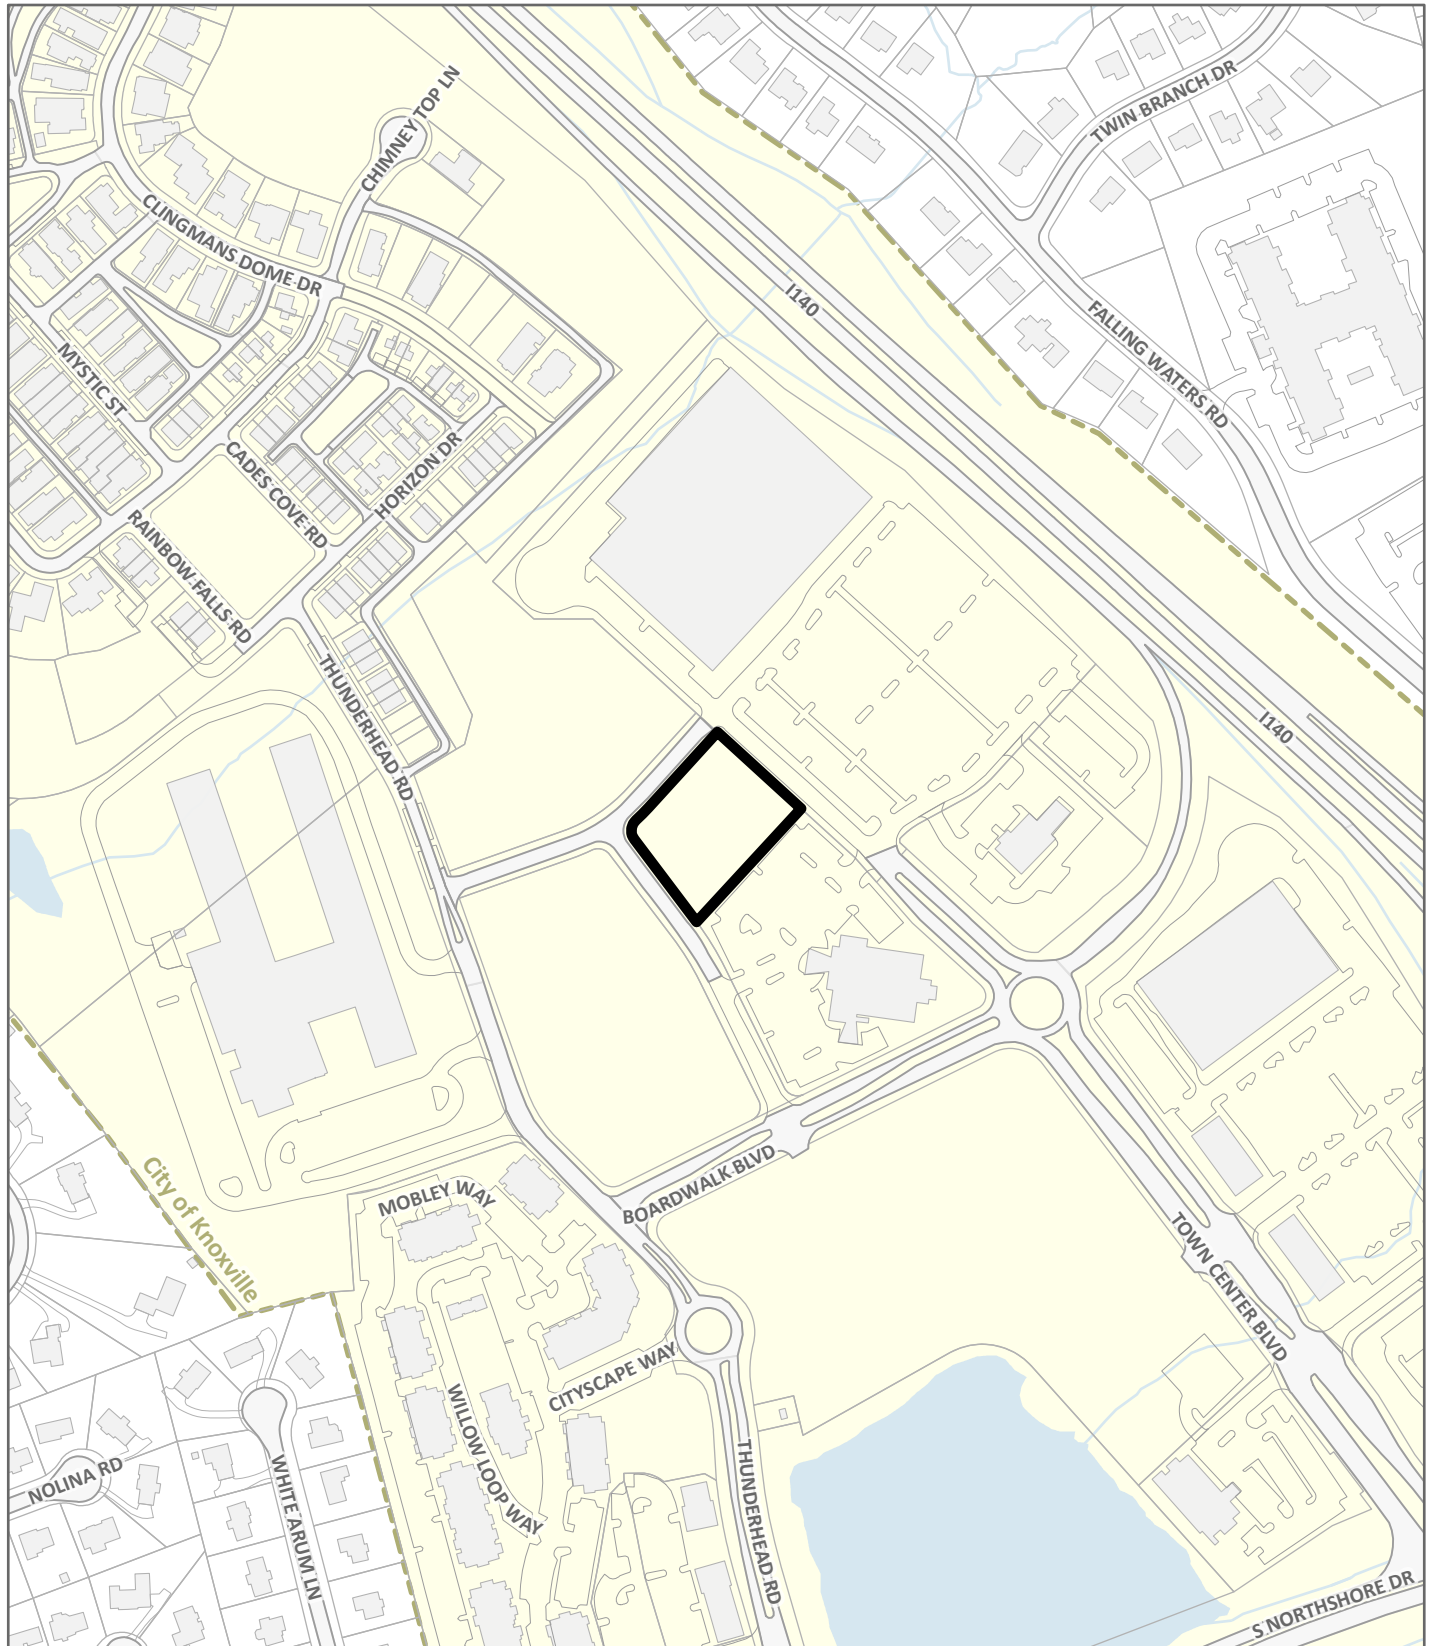 CHIMNEY TOP LN
TWIN BRANCH DR
CLINGMANS DOME DR
I140
FALLING WATERS RD
MYSTIC ST
CADES COVE RD
HORIZON DR
RAINBOW FALLS RD
THUNDERHEAD RD
I140
City of Knoxville
MOBLEY WAY
BOARDWALK BLVD
TOWN CENTER BLVD
CITYSCAPE WAY
WILLOW LOOP WAY
NOLINA RD
WHITE ARUM LN
THUNDERHEAD RD
S NORTHSHORE DR